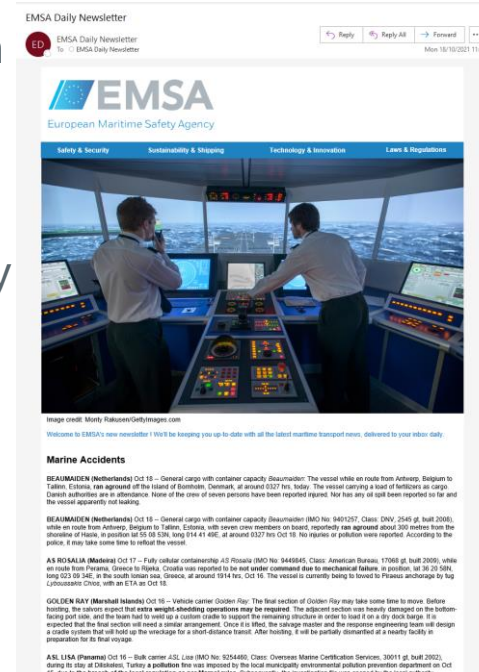 EMSA Daily Newsletter
ED
EMSA Daily Newsletter
To EMSA Daily Newsletter
Reply
Reply All
Forward
Mon 18/10/2021
EMSA
European Maritime Safety Agency
Safety & Security
Sustainability & Shipping
Technology & Innovation
Laws & Regulations
y
Image credit: Monty Rakusen/GettyImages.com
Welcome to EMSA's new newsletter ! We'll be keeping you up-to-date with all the latest maritime transport news, delivered to your inbox daily.
Marine Accidents
BEAUMAIDEN (Netherlands) Oct 18 – General cargo with container capacity Beaumaiden: The vessel while en route from Antwerp, Belgium to
Tallinn, Estonia, ran aground off the Island of Bornholm, Denmark, at around 0327 hrs, today. The vessel carrying a load of fertilizers as cargo.
Danish authorities are in attendance. None of the crew of seven persons have been reported injured. Nor has any oil spill been reported so far and
the vessel apparently not leaking.
BEAUMAIDEN (Netherlands) Oct 18 – General cargo with container capacity Beaumaiden (IMO No: 9401257, Class: DNV, 2545 gt, built 2008),
while en route from Antwerp, Belgium to Tallinn, Estonia, with seven crew members on board, reportedly ran aground about 300 metres from the
shoreline of Hasle, in position lat 55 08 53N, long 014 41 49E, at around 0327 hrs Oct 18. No injuries or pollution were reported. According to the
police, it may take some time to refloat the vessel.
AS ROSALIA (Madeira) Oct 17 – Fully cellular containership AS Rosalia (IMO No: 9449845, Class: American Bureau, 17068 gt, built 2009), while
en route from Perama, Greece to Rijeka, Croatia was reported to be not under command due to mechanical failure, in position, lat 36 20 58N,
long 023 09 34E, in the south Ionian sea, Greece, at around 1914 hrs, Oct 16. The vessel is currently being to towed to Piraeus anchorage by tug
Lyboussakis Chios, with an ETA as Oct 18.
GOLDEN RAY (Marshall Islands) Oct 16 – Vehicle carrier Golden Ray: The final section of Golden Ray may take some time to move. Before
hoisting, the salvors expect that extra weight-shedding operations may be required. The adjacent section was heavily damaged on the bottom-
facing port side, and the team had to weld up a custom cradle to support the remaining structure in order to load it on a dry dock barge. It is
expected that the final section will need a similar arrangement. Once it is lifted, the salvage master and the response engineering team will design
a cradle system that will hold up the wreckage for a short-distance transit. After hoisting, it will be partially dismantled at a nearby facility in
preparation for its final voyage.
ASL LISA (Panama) Oct 16 – Bulk carrier ASL Lisa (IMO No: 9254460, Class: Overseas Marine Certification Services, 30011 gt, built 2002),
during its stay at Diliskelesi, Turkey a pollution fine was imposed by the local municipality environmental pollution prevention department on Oct